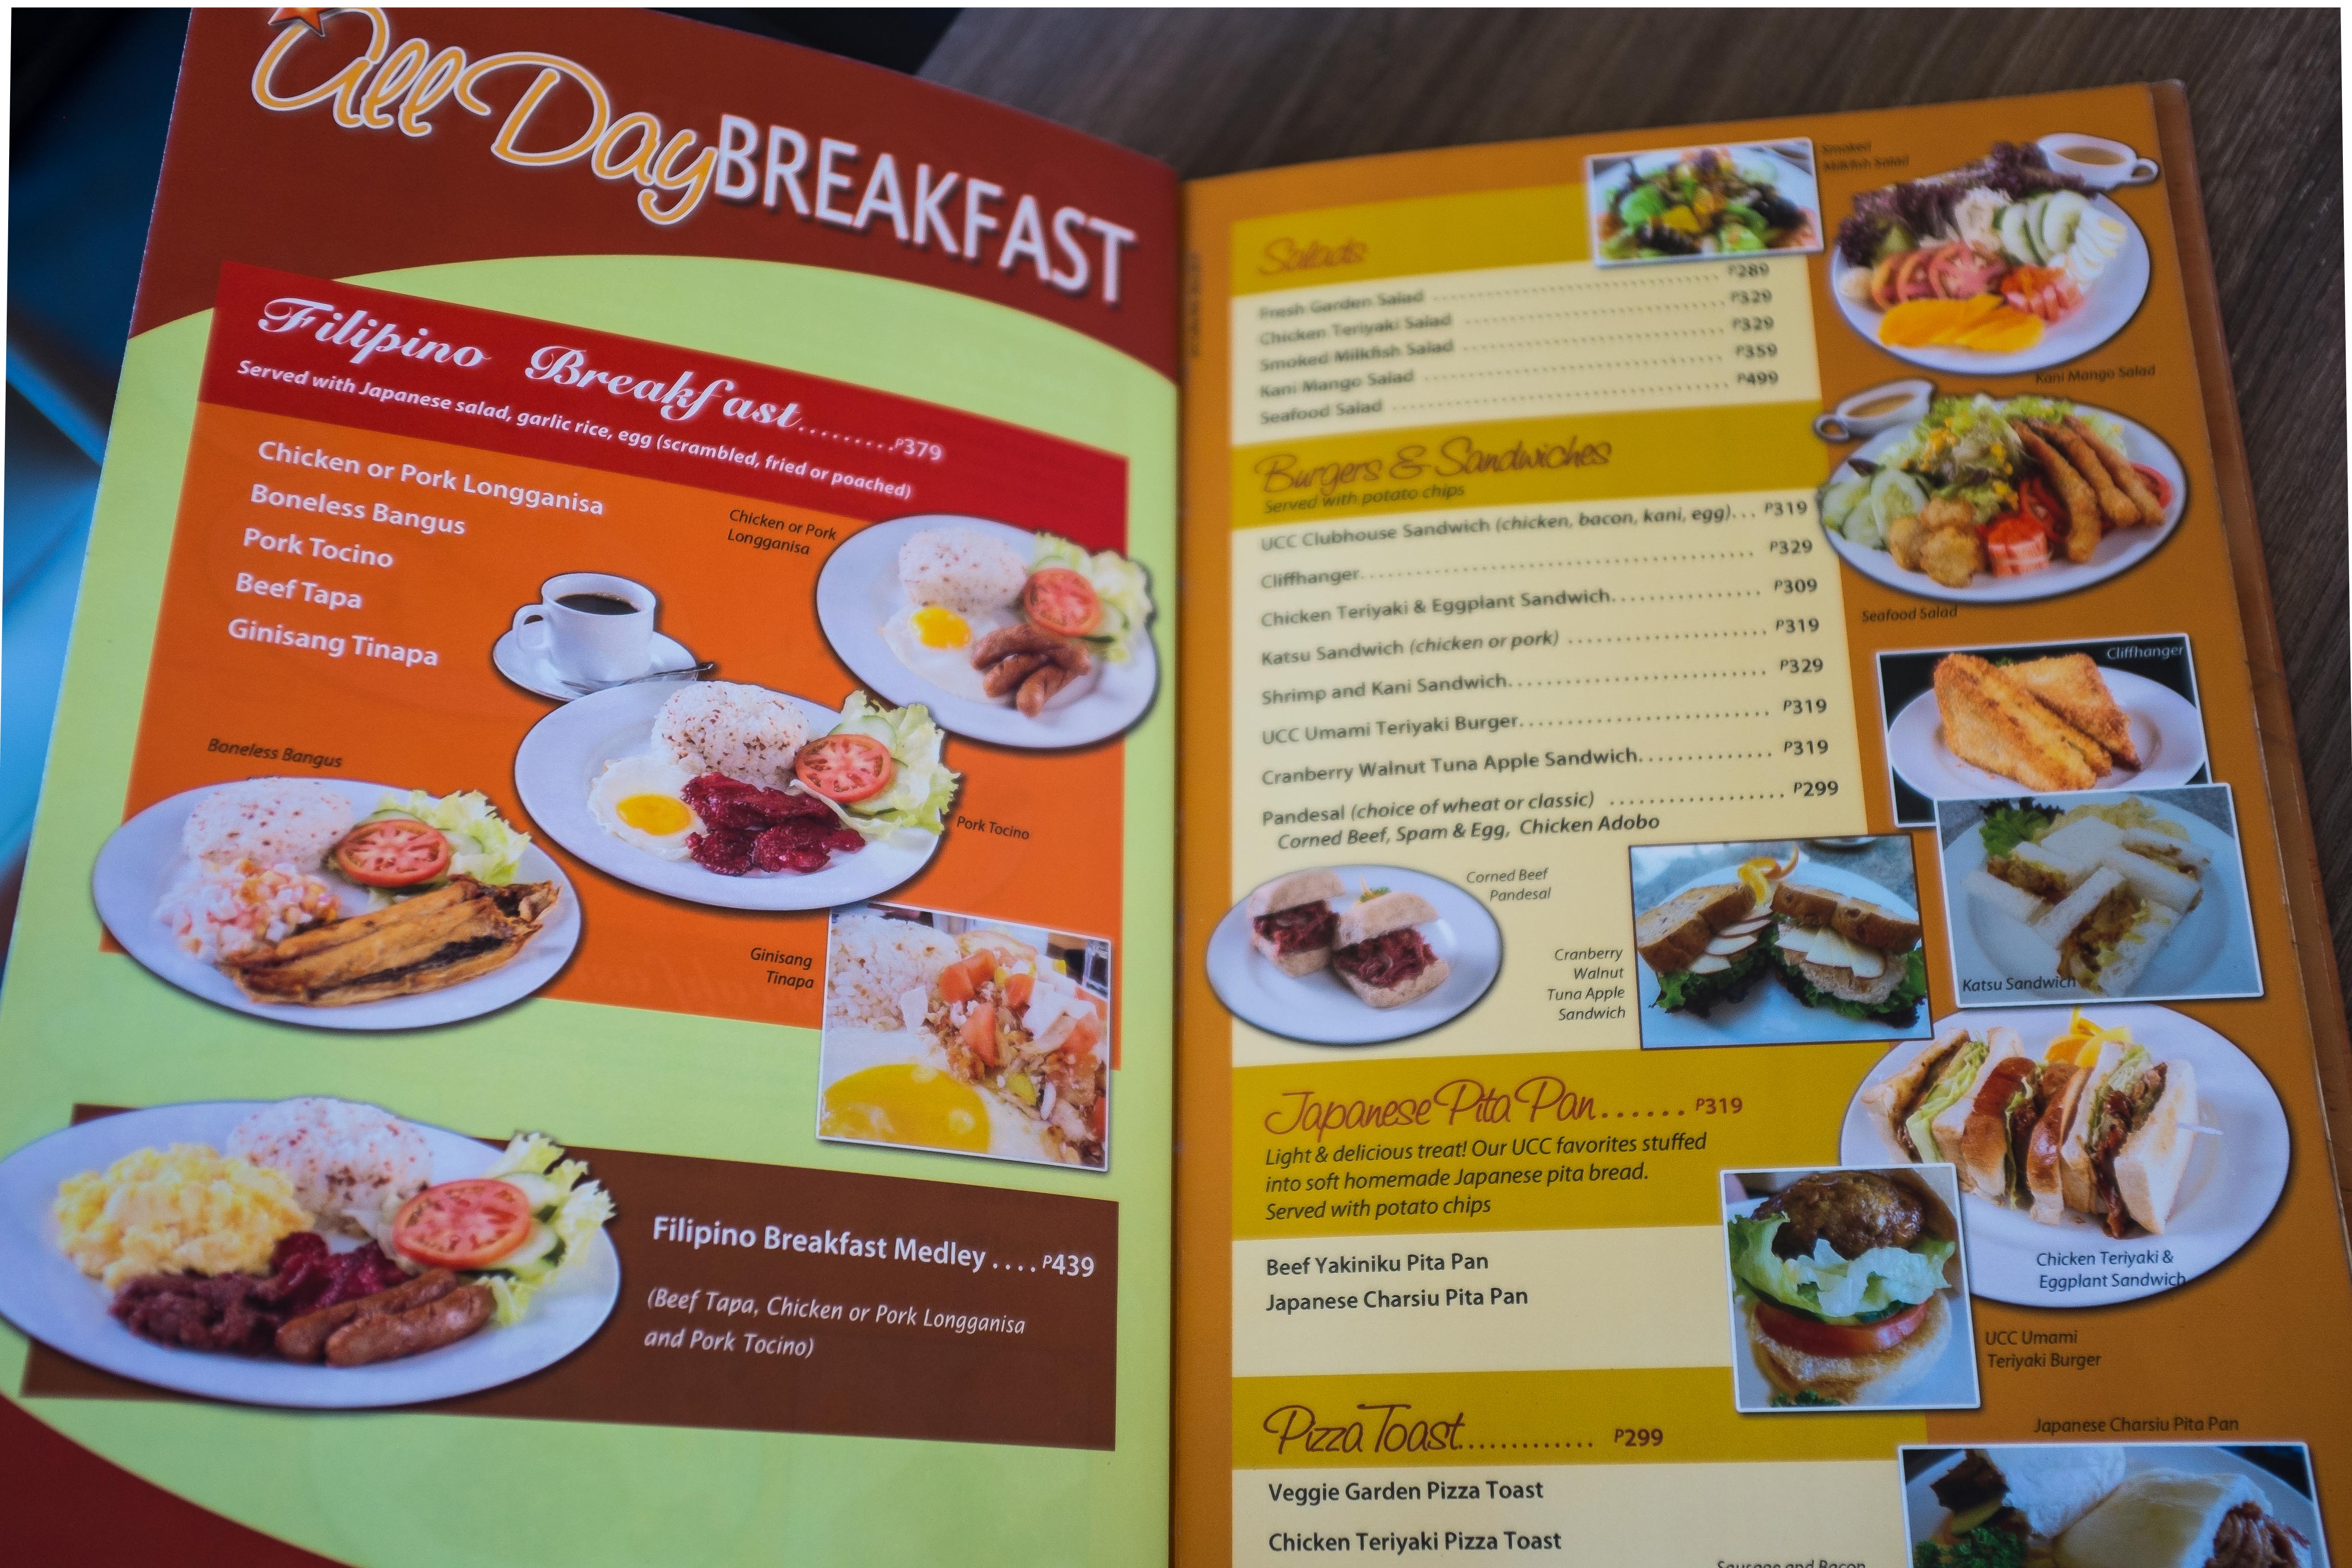 All Day BREAKFAST
Filipino Breakfast.........₱379
Served with Japanese salad, garlic rice, egg (scrambled, fried or poached)
Chicken or Pork Longganisa
Boneless Bangus
Pork Tocino
Beef Tapa
Ginisang Tinapa
Chicken or Pork
Longganisa
Boneless Bangus
Pork Tocino
Ginisang
Tinapa
Filipino Breakfast Medley .... ₱439
(Beef Tapa, Chicken or Pork Longganisa
and Pork Tocino)
Salads
Fresh Garden Salad ........ ₱289
Chicken Teriyaki Salad ........ ₱329
Smoked Milkfish Salad ........ ₱329
Kani Mango Salad ........ ₱359
Seafood Salad ........ ₱499
Smoked
Milkfish Salad
Kani Mango Salad
Seafood Salad
Burgers & Sandwiches
Served with potato chips
UCC Clubhouse Sandwich (chicken, bacon, kani, egg)... ₱319
Cliffhanger........ ₱329
Chicken Teriyaki & Eggplant Sandwich........ ₱309
Katsu Sandwich (chicken or pork) ........ ₱319
Shrimp and Kani Sandwich........ ₱329
UCC Umami Teriyaki Burger........ ₱319
Cranberry Walnut Tuna Apple Sandwich........ ₱319
Pandesal (choice of wheat or classic) ........ ₱299
Corned Beef, Spam & Egg, Chicken Adobo
Cliffhanger
Corned Beef
Pandesal
Cranberry
Walnut
Tuna Apple
Sandwich
Katsu Sandwich
Japanese Pita Pan...... ₱319
Light & delicious treat! Our UCC favorites stuffed
into soft homemade Japanese pita bread.
Served with potato chips
Beef Yakiniku Pita Pan
Japanese Charsiu Pita Pan
Chicken Teriyaki &
Eggplant Sandwich
UCC Umami
Teriyaki Burger
Pizza Toast............. ₱299
Veggie Garden Pizza Toast
Chicken Teriyaki Pizza Toast
Japanese Charsiu Pita Pan
Sausage and Bacon